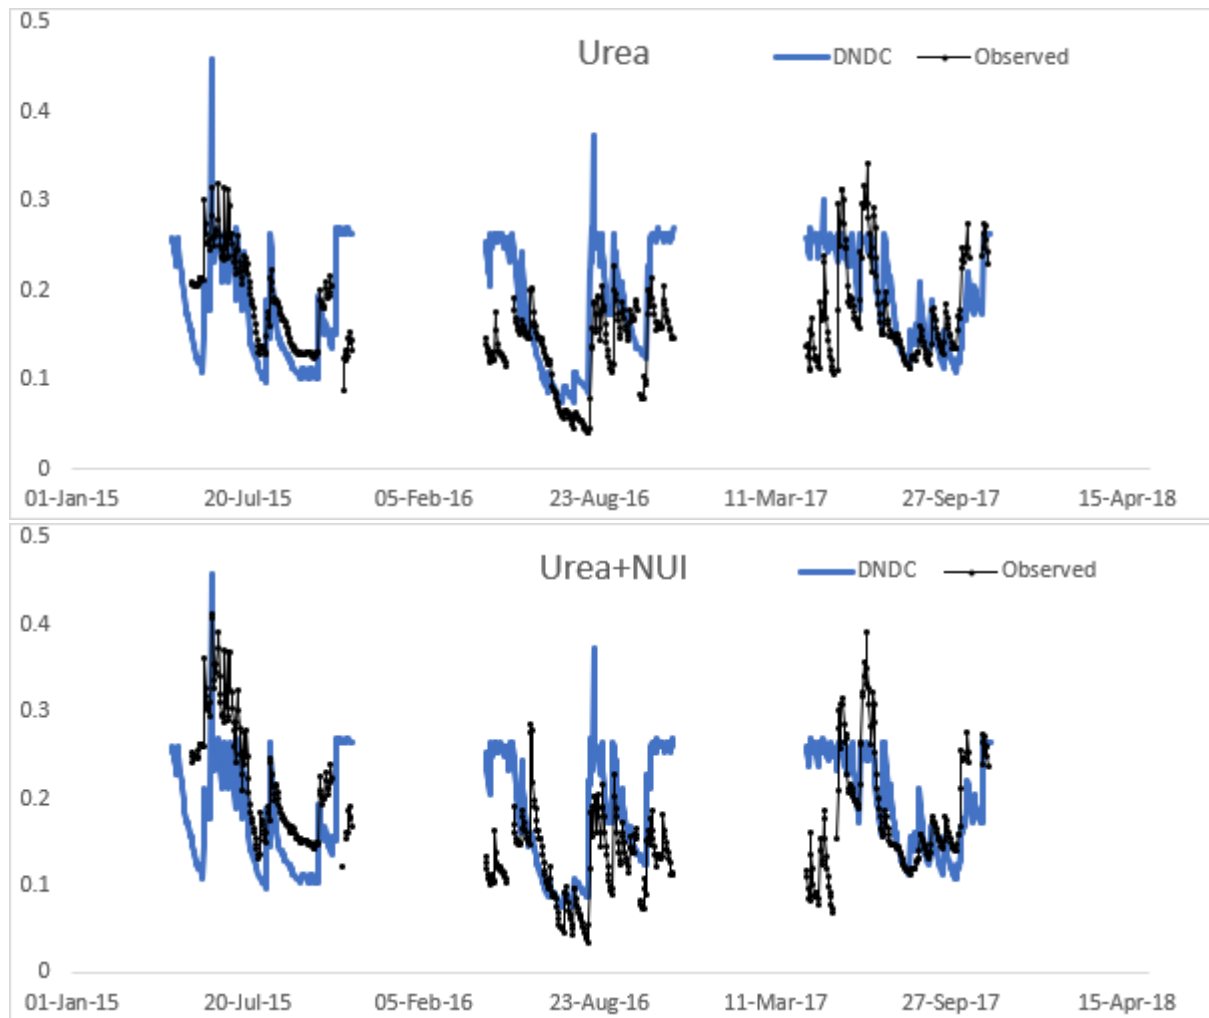 0.5
Urea
DNDC
Observed
0.4
0.3
0.2
0.1
0
01-Jan-15 20-Jul-15 05-Feb-16 23-Aug-16 11-Mar-17 27-Sep-17 15-Apr-18
0.5
Urea+NUI
DNDC
Observed
0.4
0.3
0.2
0.1
0
01-Jan-15 20-Jul-15 05-Feb-16 23-Aug-16 11-Mar-17 27-Sep-17 15-Apr-18